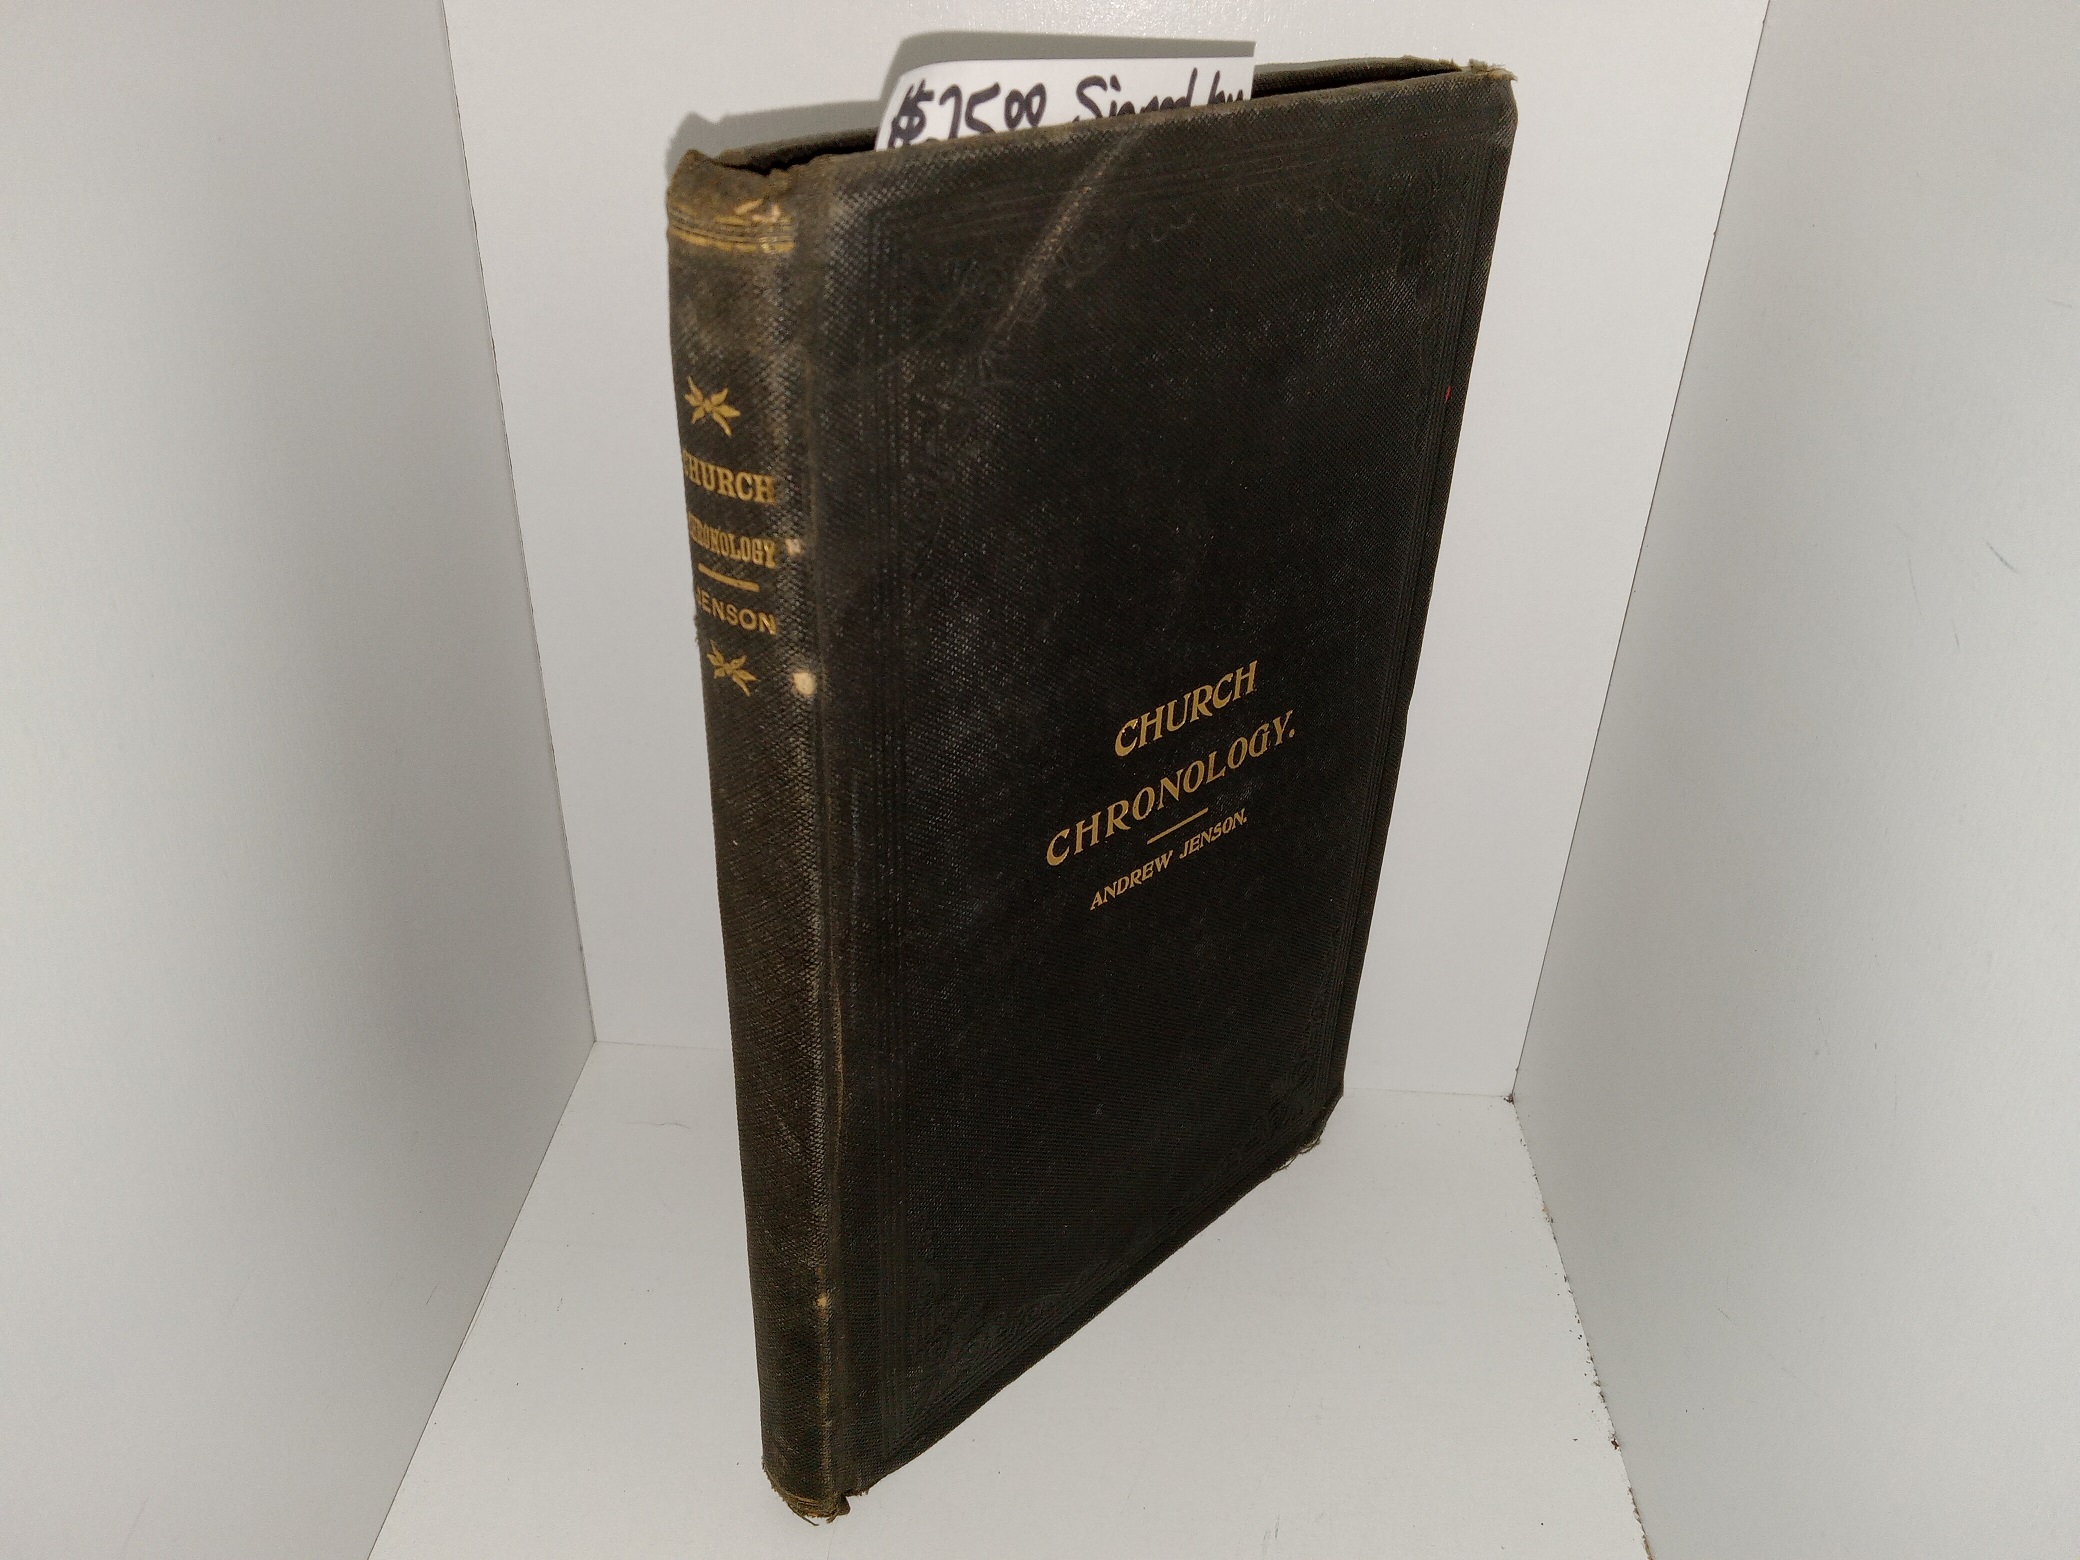 $75.00 Signed by
CHURCH
CHRONOLOGY
JENSON
CHURCH
CHRONOLOGY.
ANDREW JENSON.